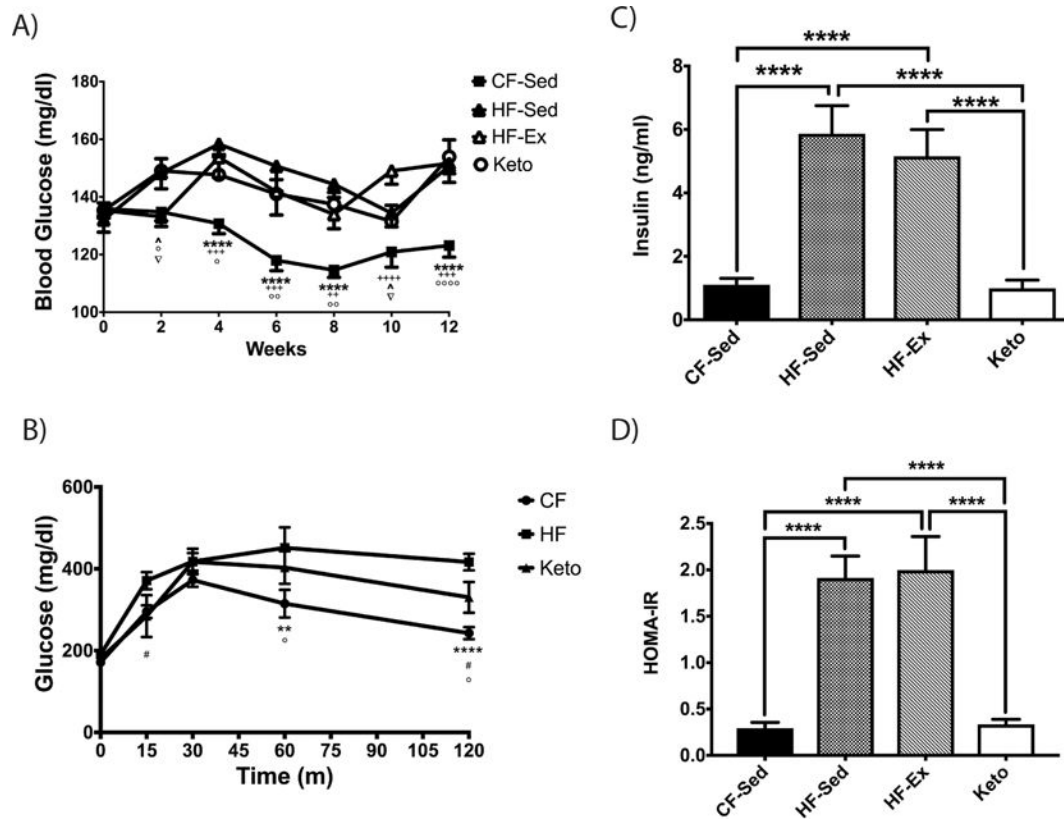 A)
Blood Glucose (mg/dl)
180
160
140
120
100
0 2 4 6 8 10 12
Weeks
CF-Sed
HF-Sed
HF-Ex
Keto
^
°
∇
****
+++
°
****
+++
°°
****
++
°°
++++
^
∇
****
+++
°°°°
B)
Glucose (mg/dl)
600
400
200
0
0 15 30 45 60 75 90 105 120
Time (m)
CF
HF
Keto
#
**
°
****
#
°
C)
Insulin (ng/ml)
8
6
4
2
0
****
**** ****
****
CF-Sed
HF-Sed
HF-Ex
Keto
D)
HOMA-IR
2.5
2.0
1.5
1.0
0.5
0.0
****
**** ****
****
CF-Sed
HF-Sed
HF-Ex
Keto